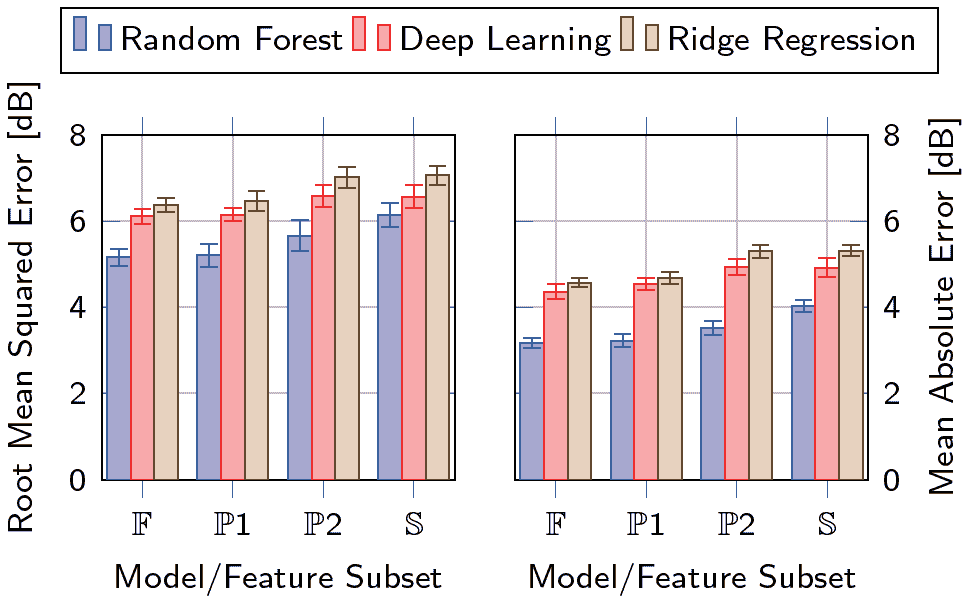 Random Forest Deep Learning Ridge Regression
Root Mean Squared Error [dB]
8
6
4
2
0
𝔽 ℙ1 ℙ2 𝕊
Model/Feature Subset
8
6
4
2
0
Mean Absolute Error [dB]
𝔽 ℙ1 ℙ2 𝕊
Model/Feature Subset